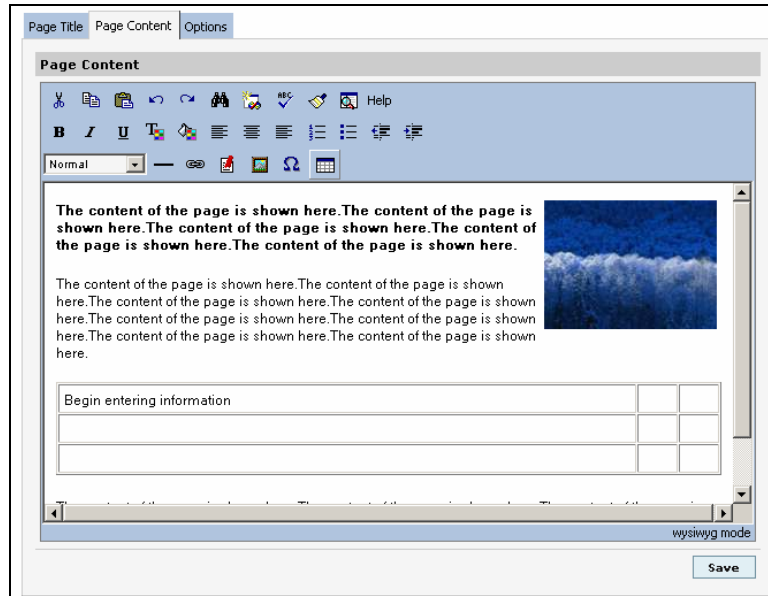 Page Title Page Content Options
Page Content
ABC
Help
B I U T
Normal Ω
The content of the page is shown here.The content of the page is
shown here.The content of the page is shown here.The content of
the page is shown here.The content of the page is shown here.
The content of the page is shown here.The content of the page is shown
here.The content of the page is shown here.The content of the page is shown
here.The content of the page is shown here.The content of the page is shown
here.The content of the page is shown here.The content of the page is shown
here.
Begin entering information
wysiwyg mode
Save